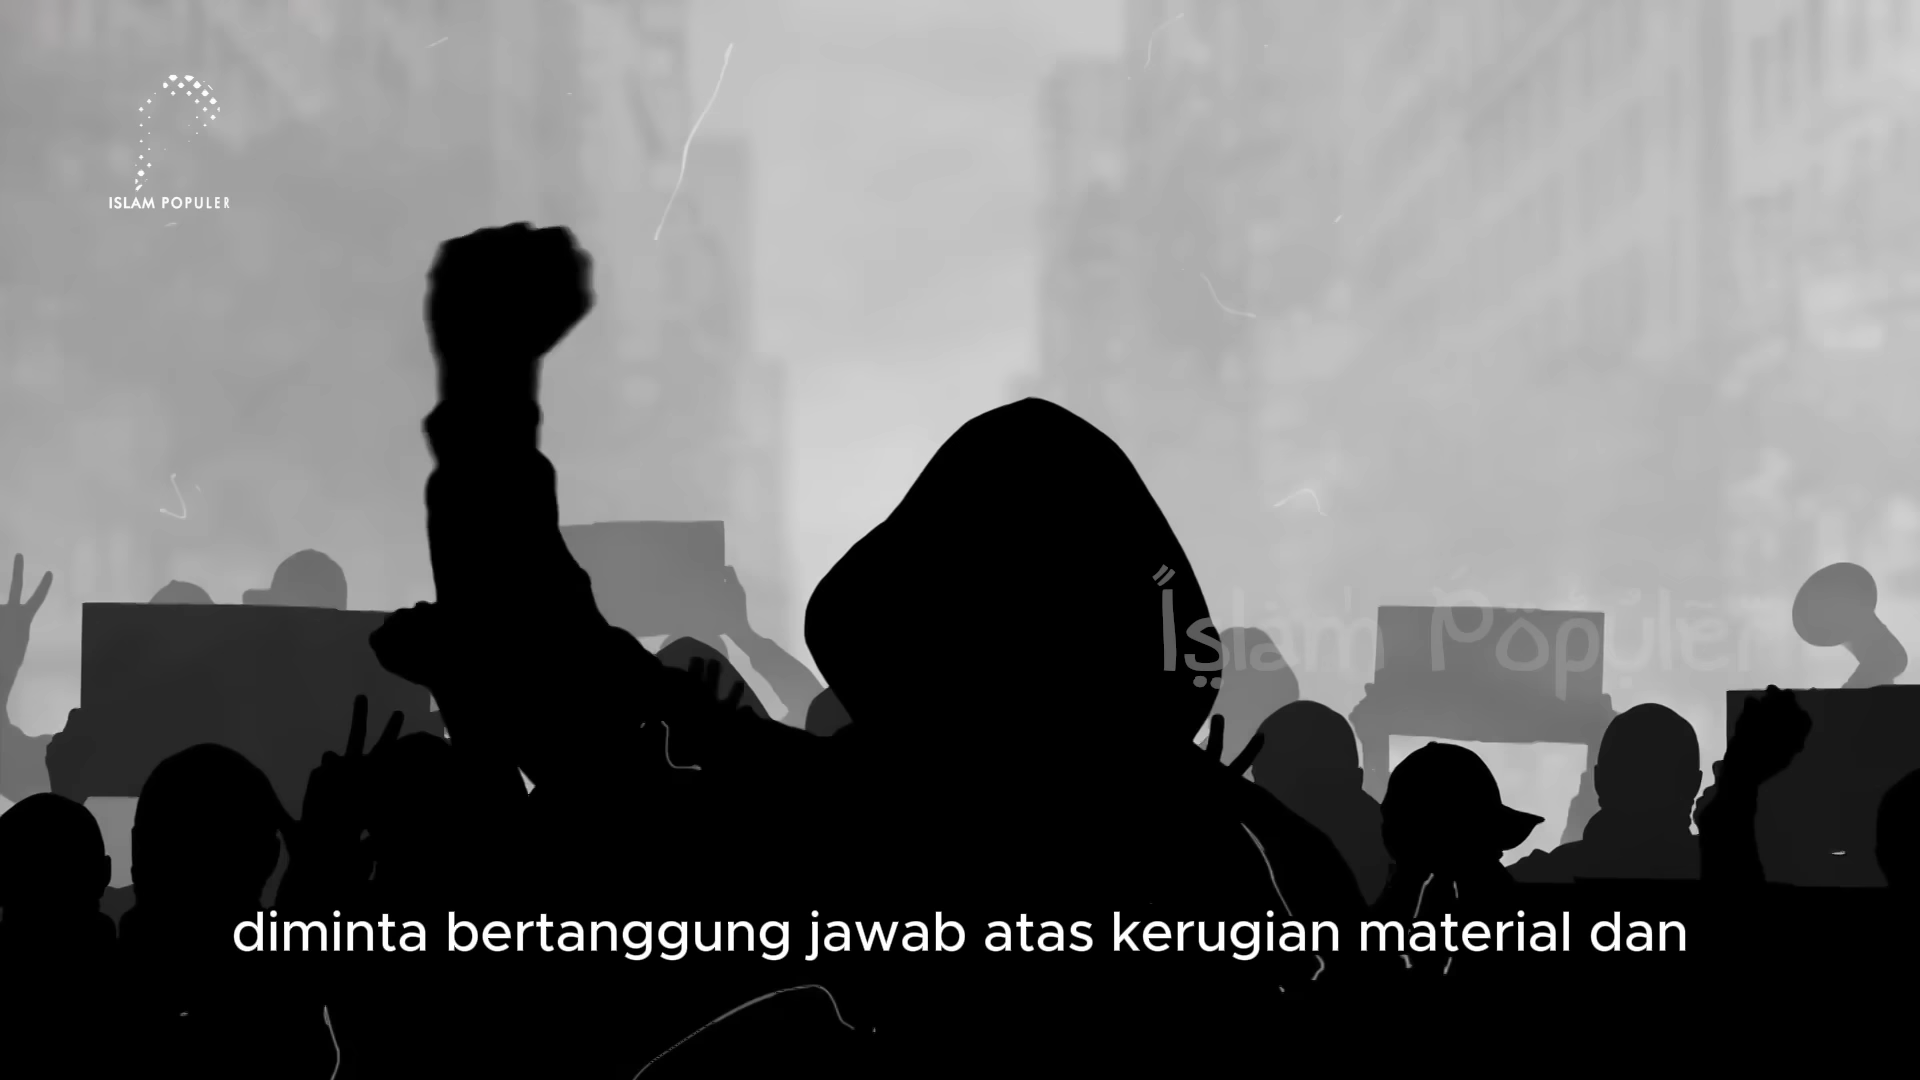 ISLAM POPULER
Islam Populer
diminta bertanggung jawab atas kerugian material dan